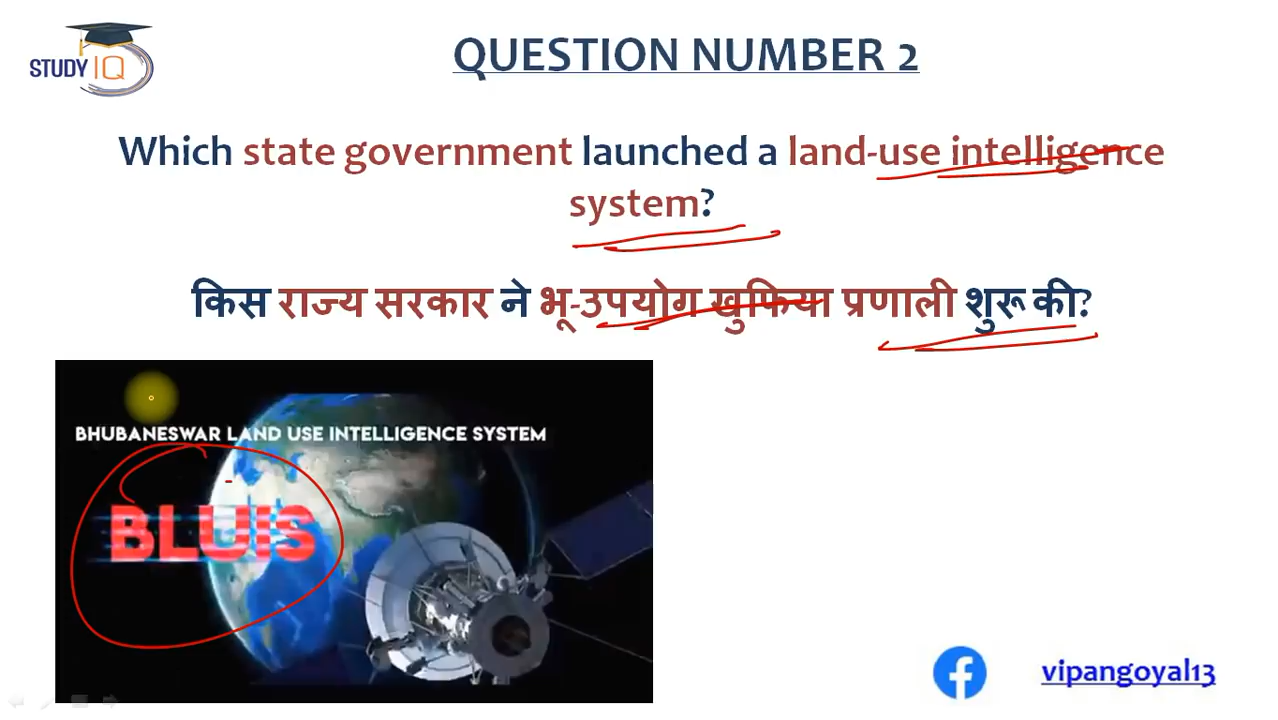 STUDY IQ
QUESTION NUMBER 2
Which state government launched a land-use intelligence
system?
किस राज्य सरकार ने भू-उपयोग खुफिया प्रणाली शुरू की?
BHUBANESWAR LAND USE INTELLIGENCE SYSTEM
BLUIS
vipangoyal13